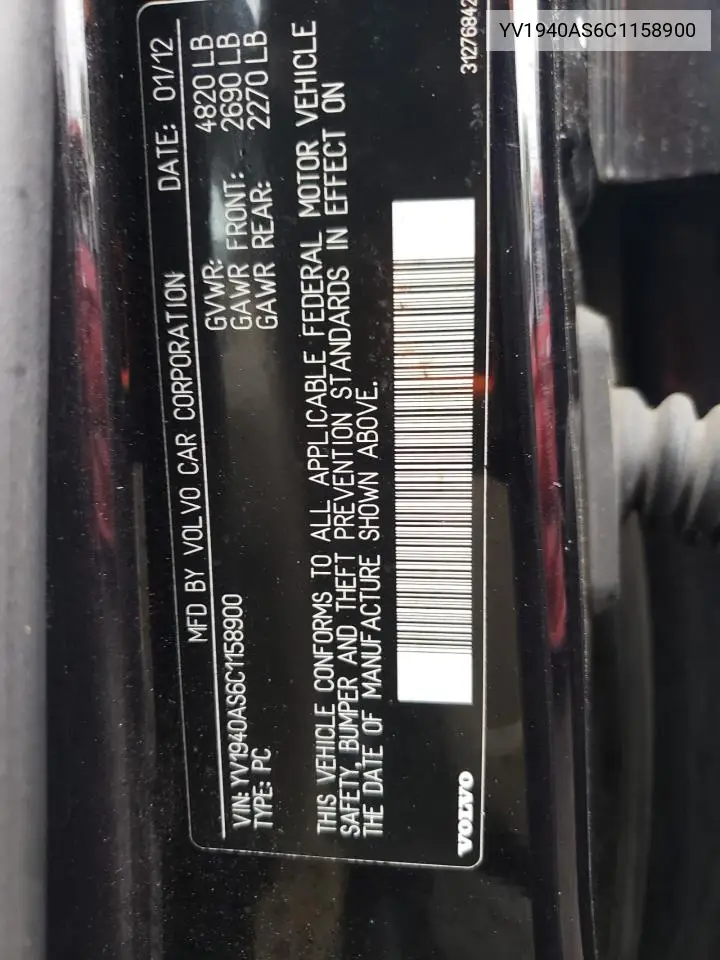 YV1940AS6C1158900
MFD BY VOLVO CAR CORPORATION DATE: 01/12
GVWR: 4820 LB
GAWR FRONT: 2690 LB
GAWR REAR: 2270 LB
VIN: YV1940AS6C1158900
TYPE: PC
THIS VEHICLE CONFORMS TO ALL APPLICABLE FEDERAL MOTOR VEHICLE
SAFETY, BUMPER AND THEFT PREVENTION STANDARDS IN EFFECT ON
THE DATE OF MANUFACTURE SHOWN ABOVE.
VOLVO
31276842